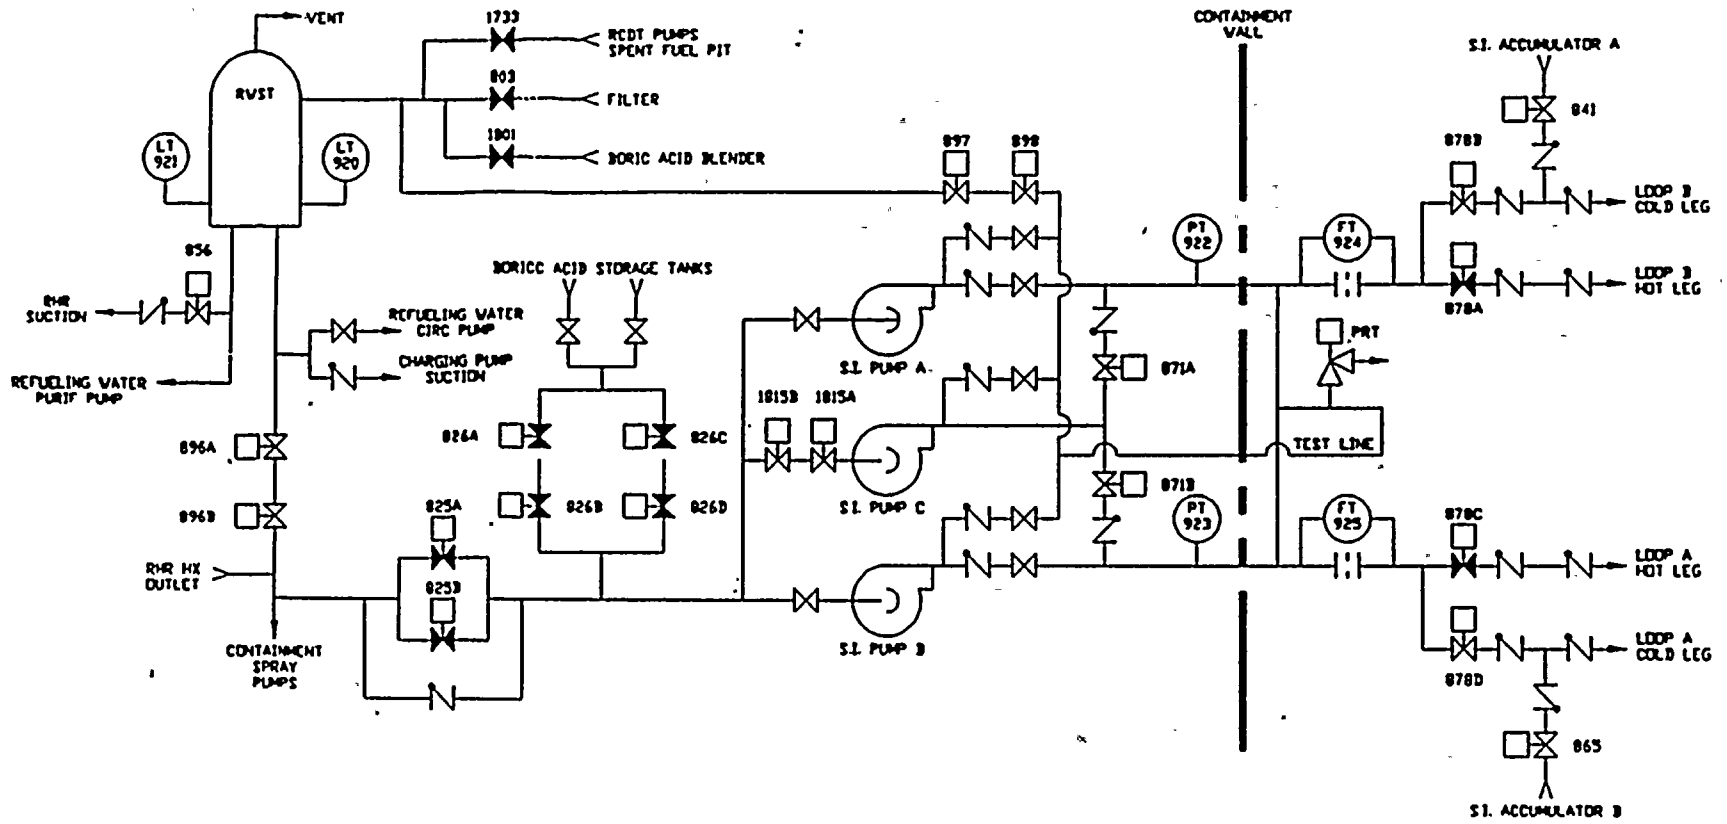 VENT
1733
RCDT PUMPS
SPENT FUEL PIT
803
FILTER
1801
BORIC ACID BLENDER
RWST
LT
921
LT
920
856
RHR
SUCTION
REFUELING WATER
CIRC PUMP
CHARGING PUMP
SUCTION
REFUELING WATER
PURIF PUMP
896A
896B
RHR HX
OUTLET
CONTAINMENT
SPRAY
PUMPS
825A
825B
BORICC ACID STORAGE TANKS
826A
826C
826B
826D
1815B
1815A
S.I. PUMP A
S.I. PUMP C
S.I. PUMP B
897
898
871A
871B
PT
922
PT
923
CONTAINMENT
WALL
FT
924
FT
925
PRT
TEST LINE
S.I. ACCUMULATOR A
841
878B
LOOP B
COLD LEG
878A
LOOP B
HOT LEG
878C
LOOP A
HOT LEG
878D
LOOP A
COLD LEG
865
S.I. ACCUMULATOR B